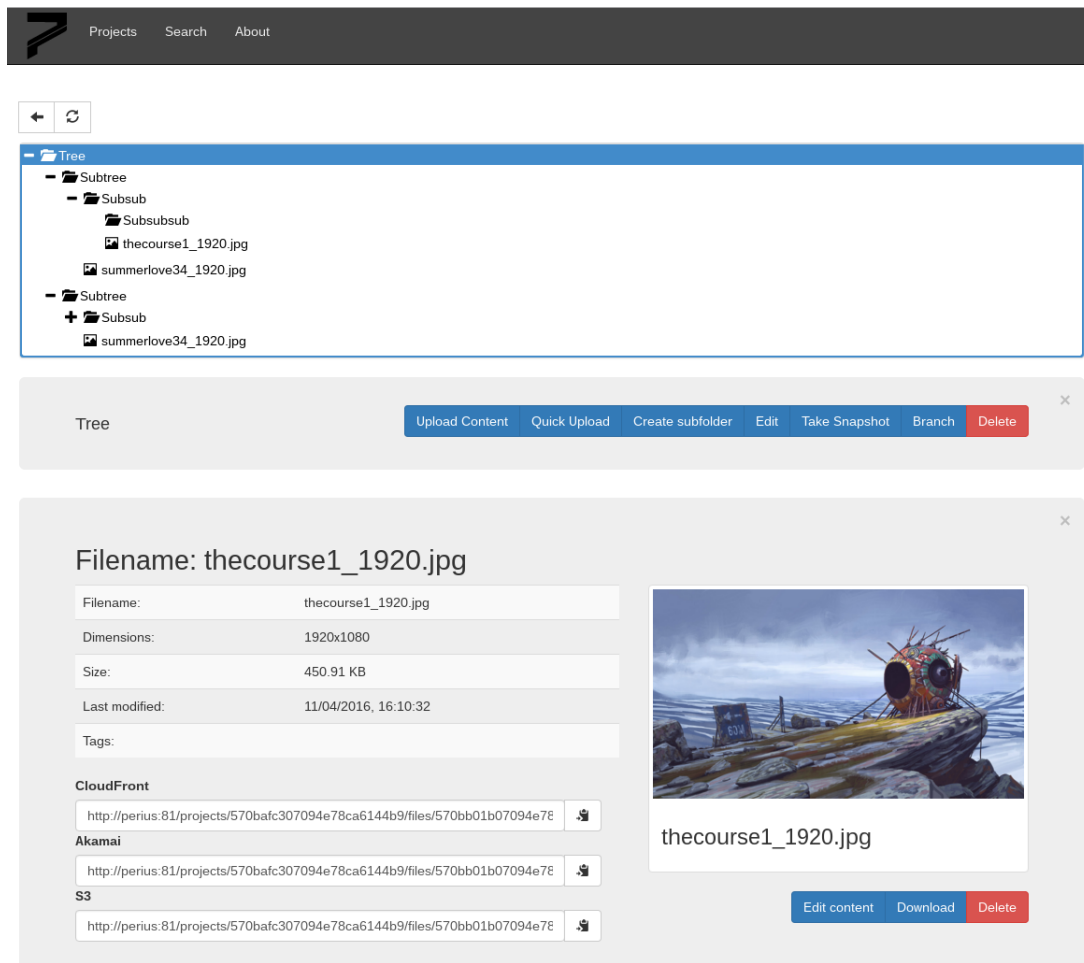 Projects Search About
Tree
Subtree
Subsub
Subsubsub
thecourse1_1920.jpg
summerlove34_1920.jpg
Subtree
Subsub
summerlove34_1920.jpg
×
Tree Upload Content Quick Upload Create subfolder Edit Take Snapshot Branch Delete
×
Filename: thecourse1_1920.jpg
Filename: thecourse1_1920.jpg
Dimensions: 1920x1080
Size: 450.91 KB
Last modified: 11/04/2016, 16:10:32
Tags:
CloudFront
http://perius:81/projects/570bafc307094e78ca6144b9/files/570bb01b07094e78
Akamai
http://perius:81/projects/570bafc307094e78ca6144b9/files/570bb01b07094e78
S3
http://perius:81/projects/570bafc307094e78ca6144b9/files/570bb01b07094e78
thecourse1_1920.jpg
Edit content Download Delete